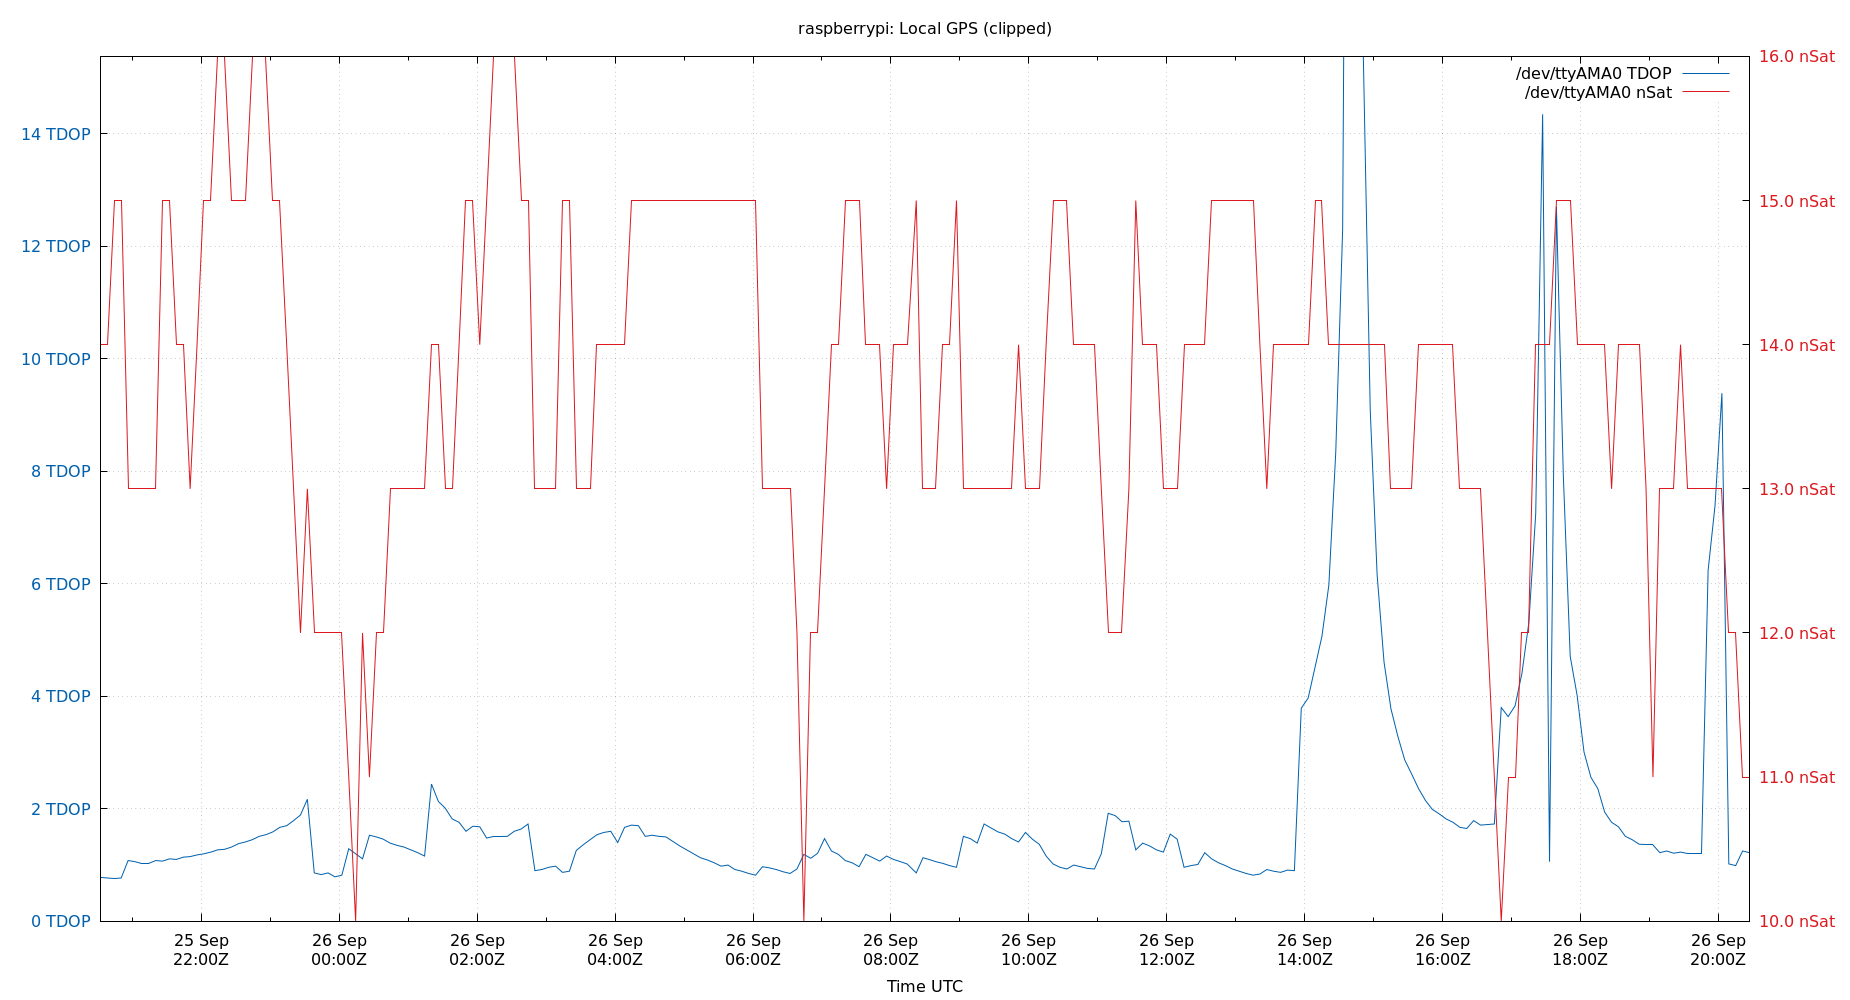 raspberrypi: Local GPS (clipped)
16.0 nSat
/dev/ttyAMA0 TDOP
/dev/ttyAMA0 nSat
14 TDOP
15.0 nSat
12 TDOP
14.0 nSat
10 TDOP
8 TDOP
13.0 nSat
6 TDOP
12.0 nSat
4 TDOP
11.0 nSat
2 TDOP
0 TDOP
10.0 nSat
25 Sep 26 Sep 26 Sep 26 Sep 26 Sep 26 Sep 26 Sep 26 Sep 26 Sep 26 Sep 26 Sep 26 Sep
22:00Z 00:00Z 02:00Z 04:00Z 06:00Z 08:00Z 10:00Z 12:00Z 14:00Z 16:00Z 18:00Z 20:00Z
Time UTC